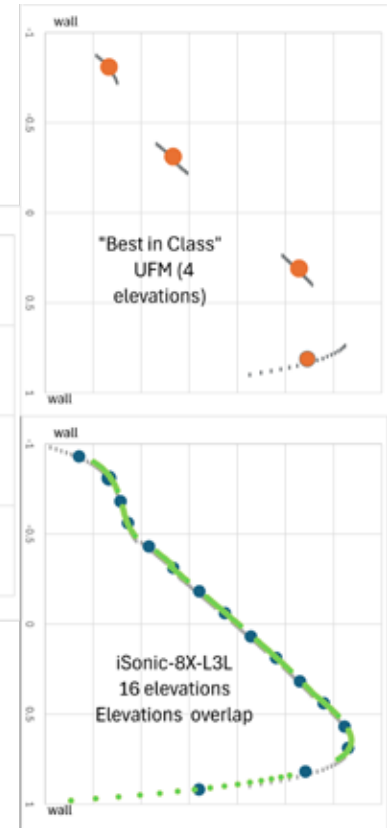 wall
-1
-0.5
0
0.5
1
"Best in Class"
UFM (4
elevations)
wall
wall
-1
-0.5
0
0.5
1
iSonic-8X-L3L
16 elevations
Elevations overlap
wall